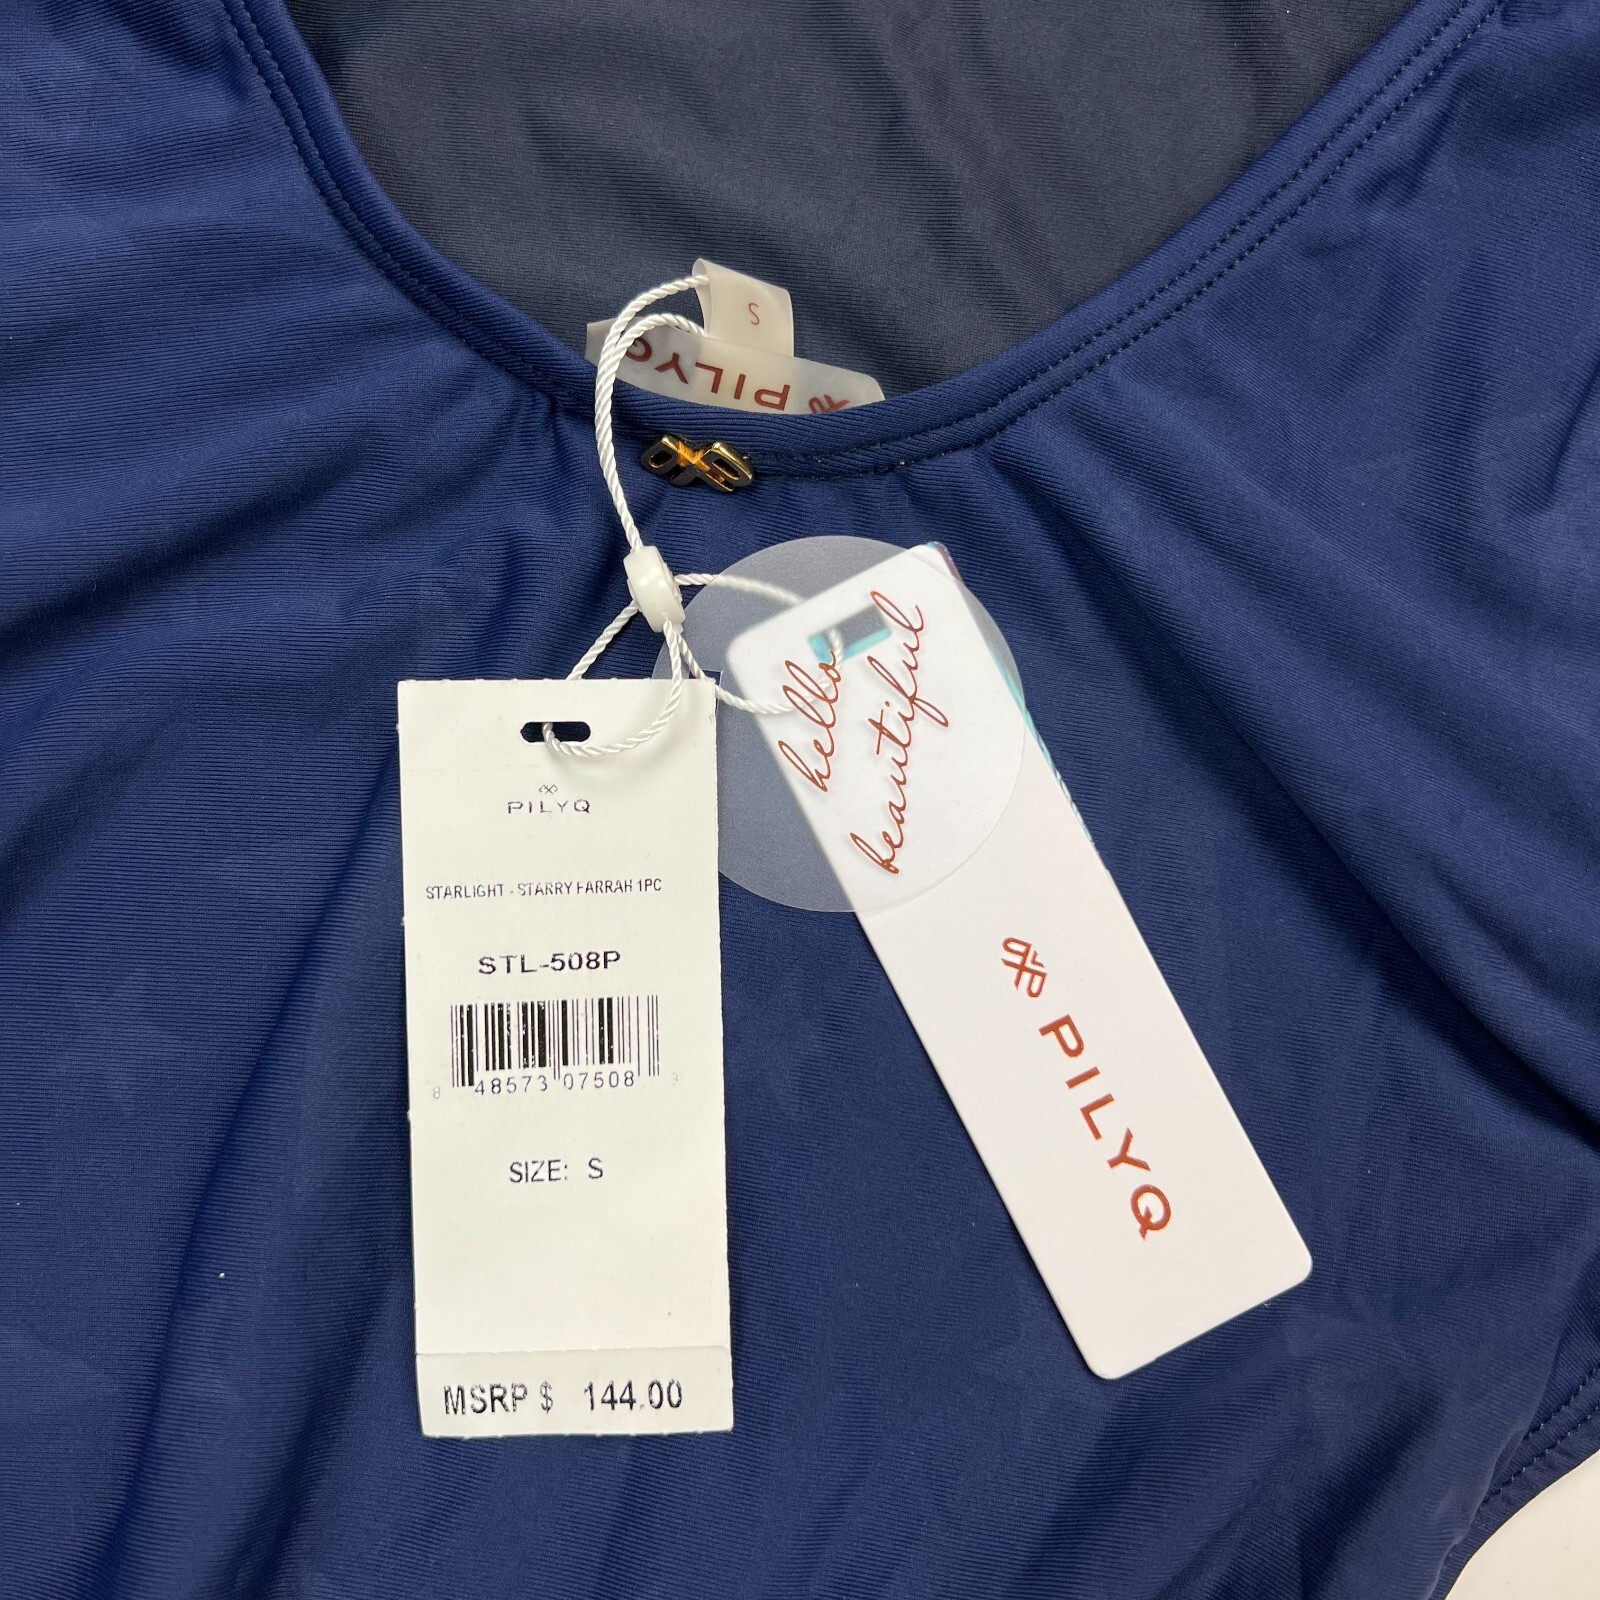 S
PILYQ
PILYQ
STARLIGHT - STARRY FARRAH 1PC
STL-508P
8 48573 07508 3
SIZE: S
MSRP $ 144.00
hello
beautiful
PILYQ